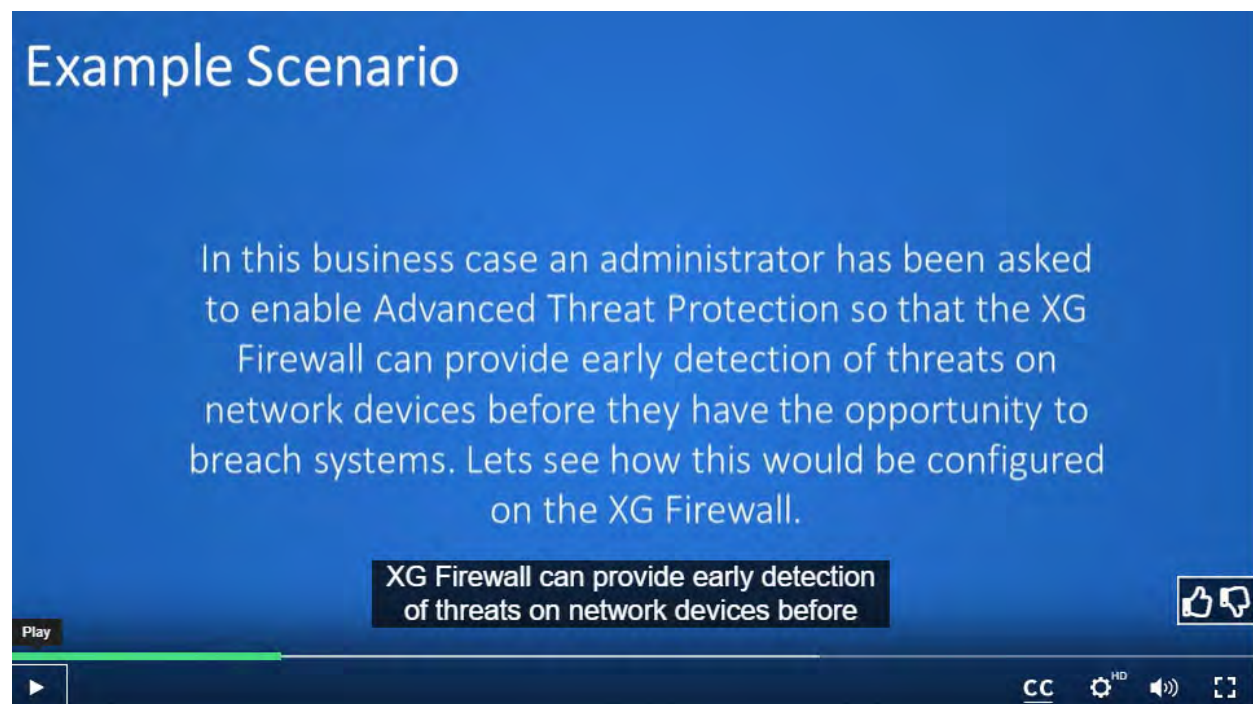 Example Scenario
In this business case an administrator has been asked
to enable Advanced Threat Protection so that the XG
Firewall can provide early detection of threats on
network devices before they have the opportunity to
breach systems. Lets see how this would be configured
on the XG Firewall.
XG Firewall can provide early detection
of threats on network devices before
Play
CC
HD